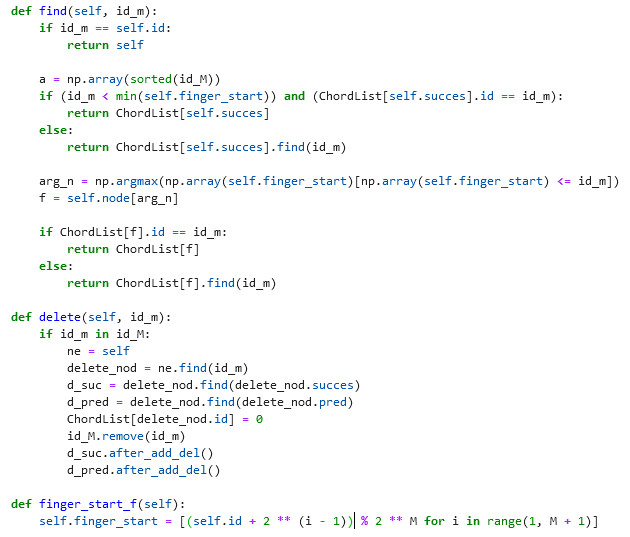 def find(self, id_m):
    if id_m == self.id:
        return self

    a = np.array(sorted(id_M))
    if (id_m < min(self.finger_start)) and (ChordList[self.succes].id == id_m):
        return ChordList[self.succes]
    else:
        return ChordList[self.succes].find(id_m)

    arg_n = np.argmax(np.array(self.finger_start)[np.array(self.finger_start) <= id_m])
    f = self.node[arg_n]

    if ChordList[f].id == id_m:
        return ChordList[f]
    else:
        return ChordList[f].find(id_m)

def delete(self, id_m):
    if id_m in id_M:
        ne = self
        delete_nod = ne.find(id_m)
        d_suc = delete_nod.find(delete_nod.succes)
        d_pred = delete_nod.find(delete_nod.pred)
        ChordList[delete_nod.id] = 0
        id_M.remove(id_m)
        d_suc.after_add_del()
        d_pred.after_add_del()

def finger_start_f(self):
    self.finger_start = [(self.id + 2 ** (i - 1)) % 2 ** M for i in range(1, M + 1)]